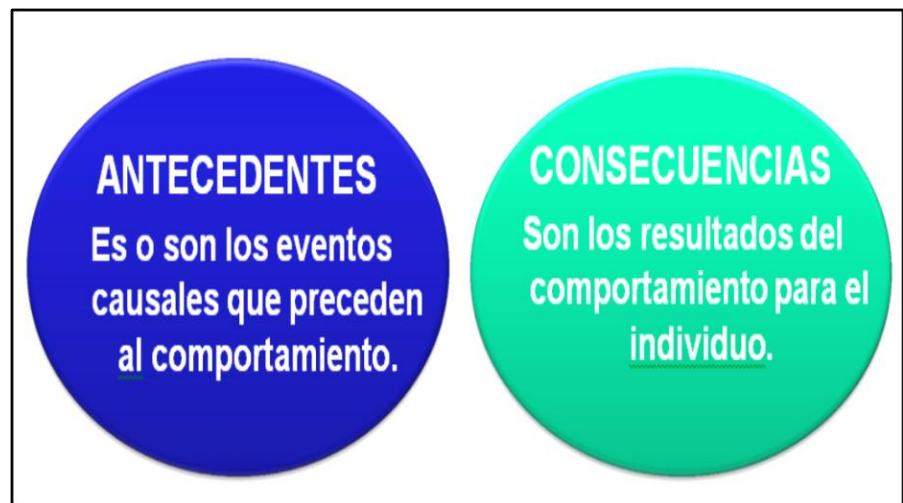 ANTECEDENTES
Es o son los eventos
causales que preceden
al comportamiento.
CONSECUENCIAS
Son los resultados del
comportamiento para el
individuo.